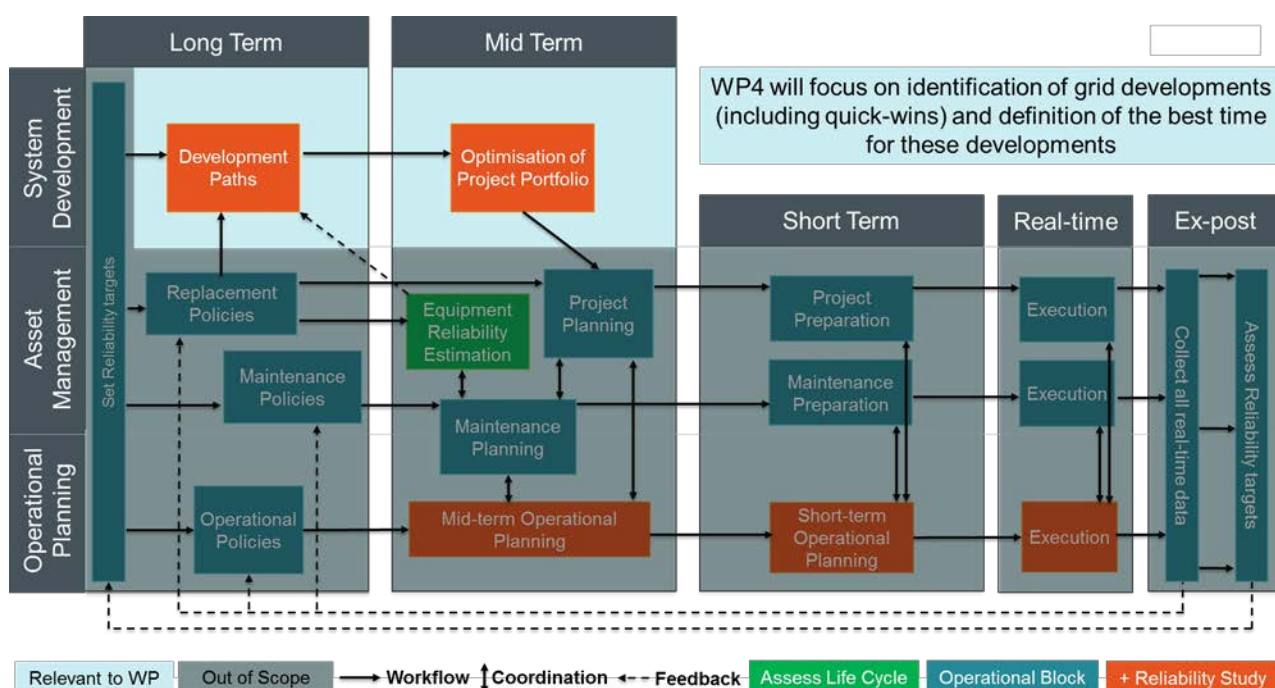 Long Term
Mid Term
WP4 will focus on identification of grid developments
(including quick-wins) and definition of the best time
for these developments
System
Development
Development
Paths
Optimisation of
Project Portfolio
Short Term
Real-time
Ex-post
Asset
Management
Set Reliability targets
Replacement
Policies
Equipment
Reliability
Estimation
Project
Planning
Project
Preparation
Execution
Maintenance
Policies
Maintenance
Planning
Maintenance
Preparation
Execution
Collect all real-time data
Assess Reliability targets
Operational
Planning
Operational
Policies
Mid-term Operational
Planning
Short-term
Operational
Planning
Execution
Relevant to WP
Out of Scope
Workflow
Coordination
Feedback
Assess Life Cycle
Operational Block
+ Reliability Study